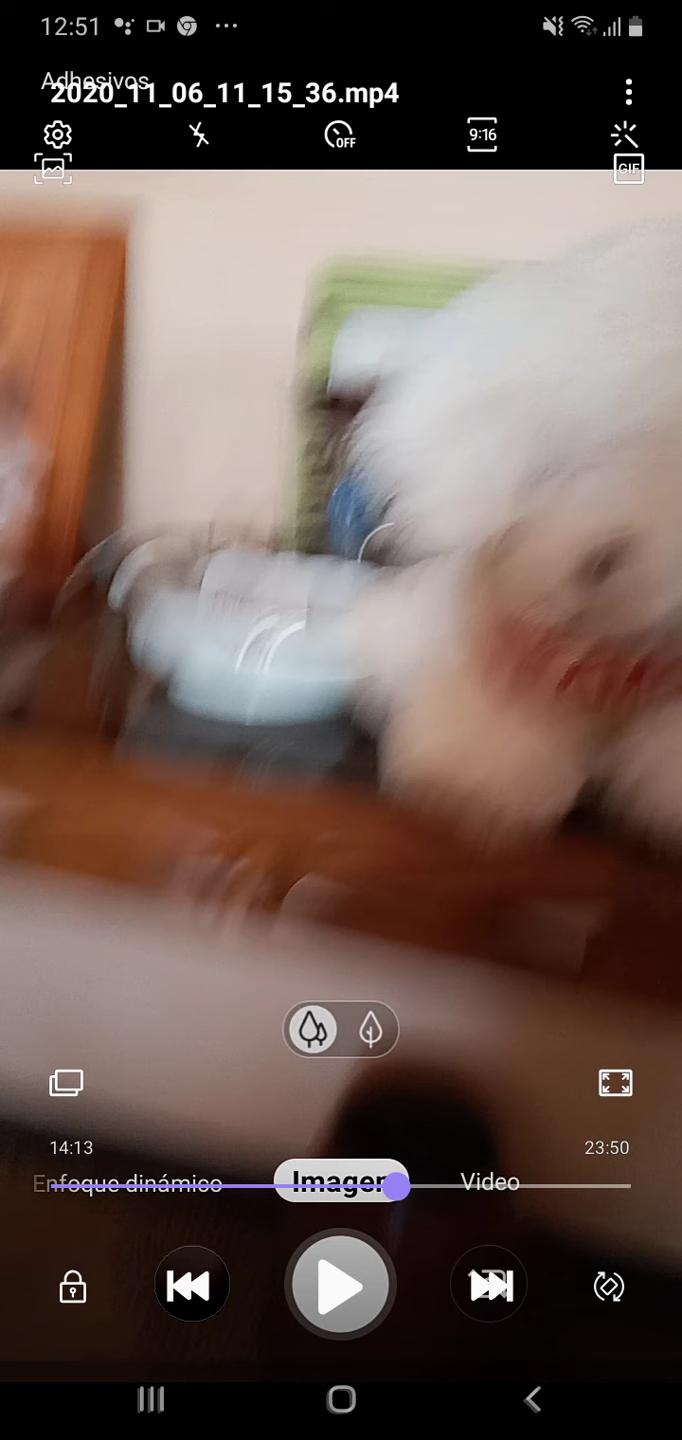 12:51
Adhesivos
2020_11_06_11_15_36.mp4
OFF
9:16
GIF
14:13
23:50
Enfoque dinámico
Imagen
Video